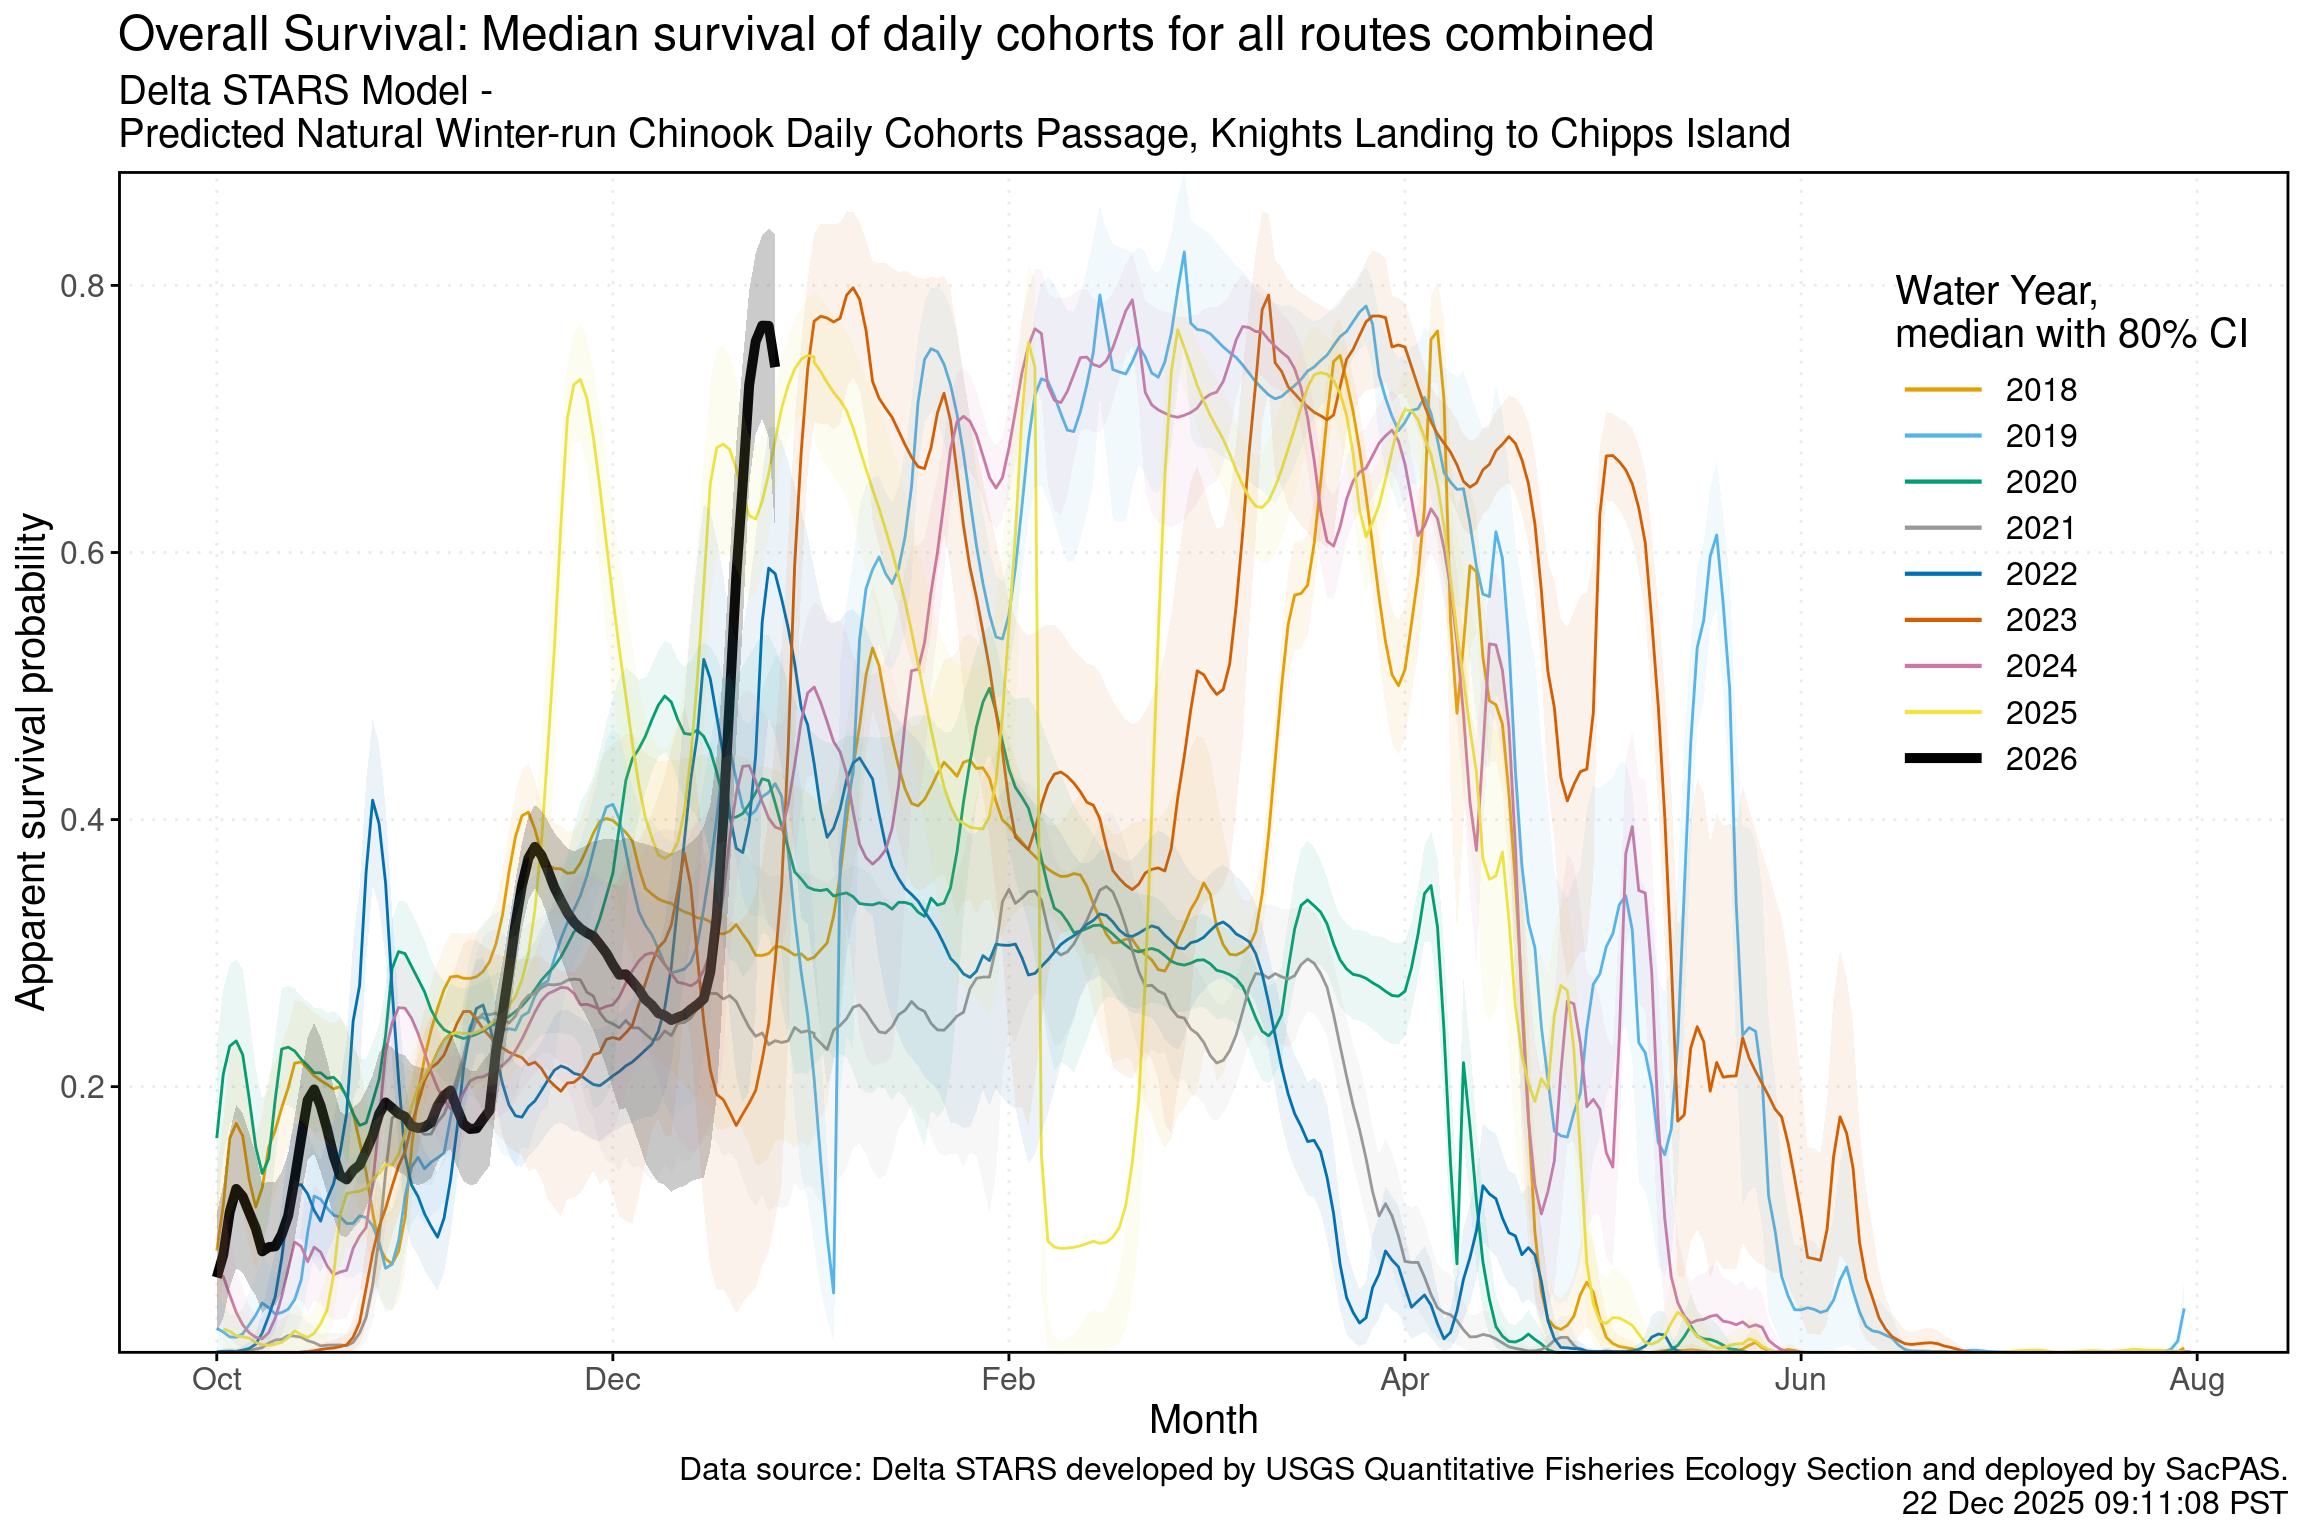 Overall Survival: Median survival of daily cohorts for all routes combined
Delta STARS Model -
Predicted Natural Winter-run Chinook Daily Cohorts Passage, Knights Landing to Chipps Island
Apparent survival probability
0.8
0.6
0.4
0.2
Water Year,
median with 80% CI
2018
2019
2020
2021
2022
2023
2024
2025
2026
Oct
Dec
Feb
Apr
Jun
Aug
Month
Data source: Delta STARS developed by USGS Quantitative Fisheries Ecology Section and deployed by SacPAS.
22 Dec 2025 09:11:08 PST